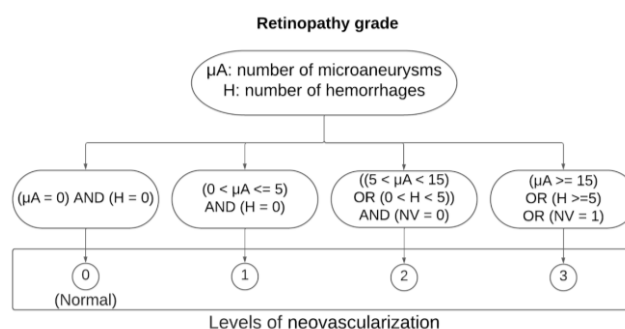 Retinopathy grade
µA: number of microaneurysms
H: number of hemorrhages
(µA = 0) AND (H = 0)
(0 < µA <= 5)
AND (H = 0)
((5 < µA < 15)
OR (0 < H < 5))
AND (NV = 0)
(µA >= 15)
OR (H >=5)
OR (NV = 1)
0
(Normal)
1
2
3
Levels of neovascularization